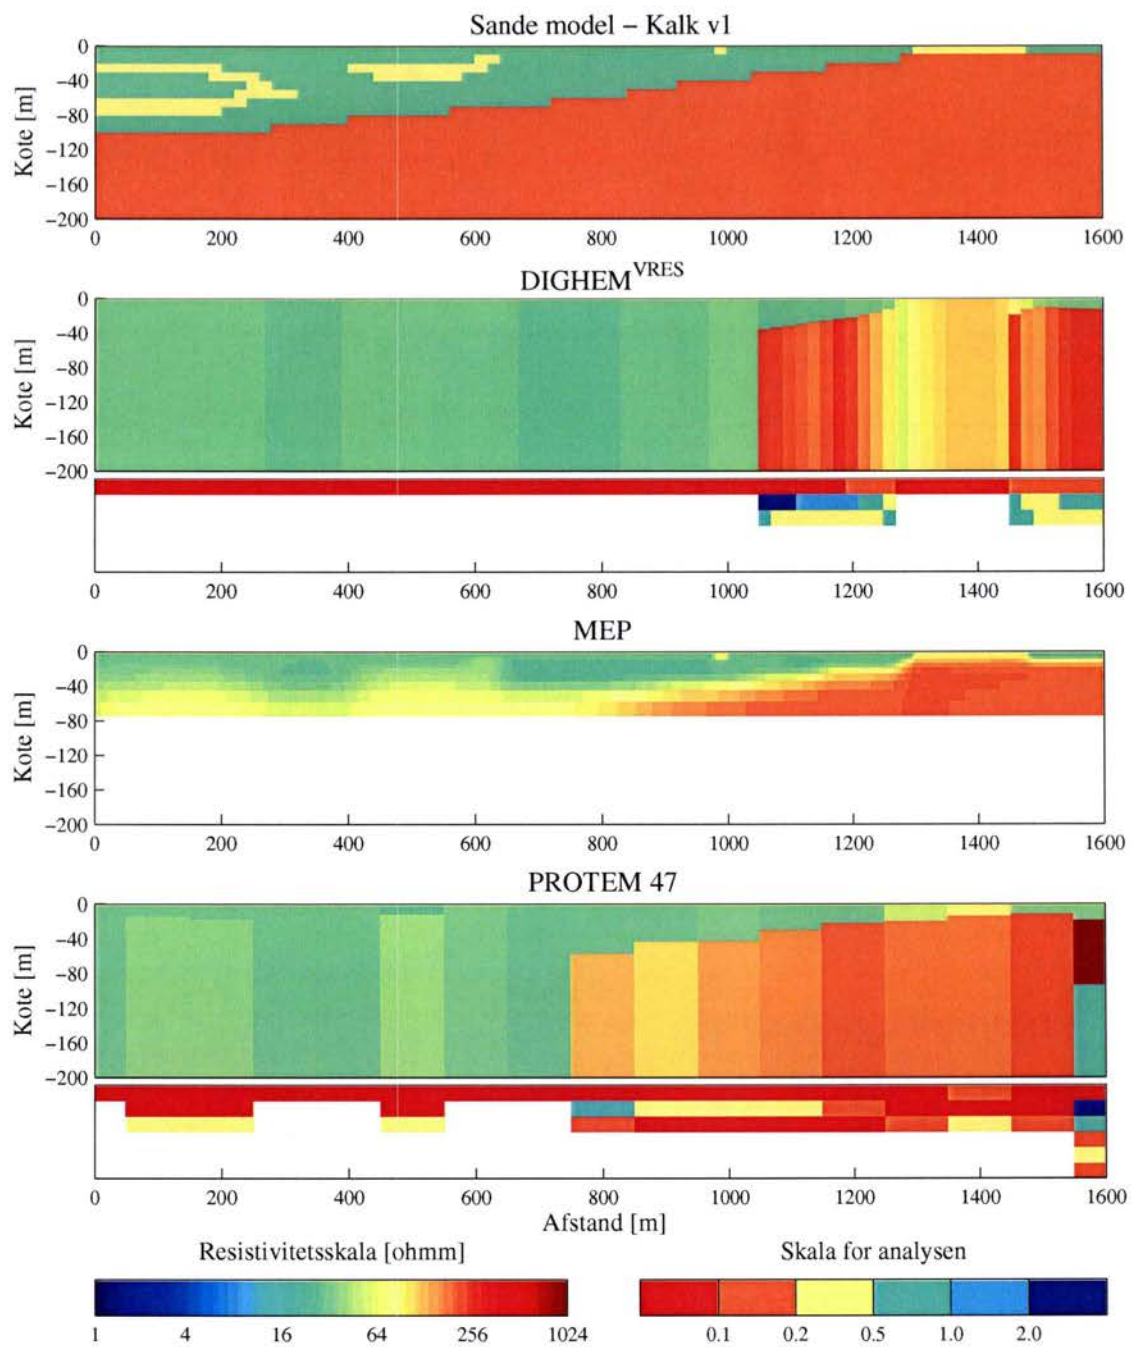 Sande model – Kalk v1
Kote [m]
0
−40
−80
−120
−160
−200
0 200 400 600 800 1000 1200 1400 1600
DIGHEM^VRES
Kote [m]
0
−40
−80
−120
−160
−200
0 200 400 600 800 1000 1200 1400 1600
MEP
Kote [m]
0
−40
−80
−120
−160
−200
0 200 400 600 800 1000 1200 1400 1600
PROTEM 47
Kote [m]
0
−40
−80
−120
−160
−200
0 200 400 600 800 1000 1200 1400 1600
Afstand [m]
Resistivitetsskala [ohmm]
1 4 16 64 256 1024
Skala for analysen
0.1 0.2 0.5 1.0 2.0